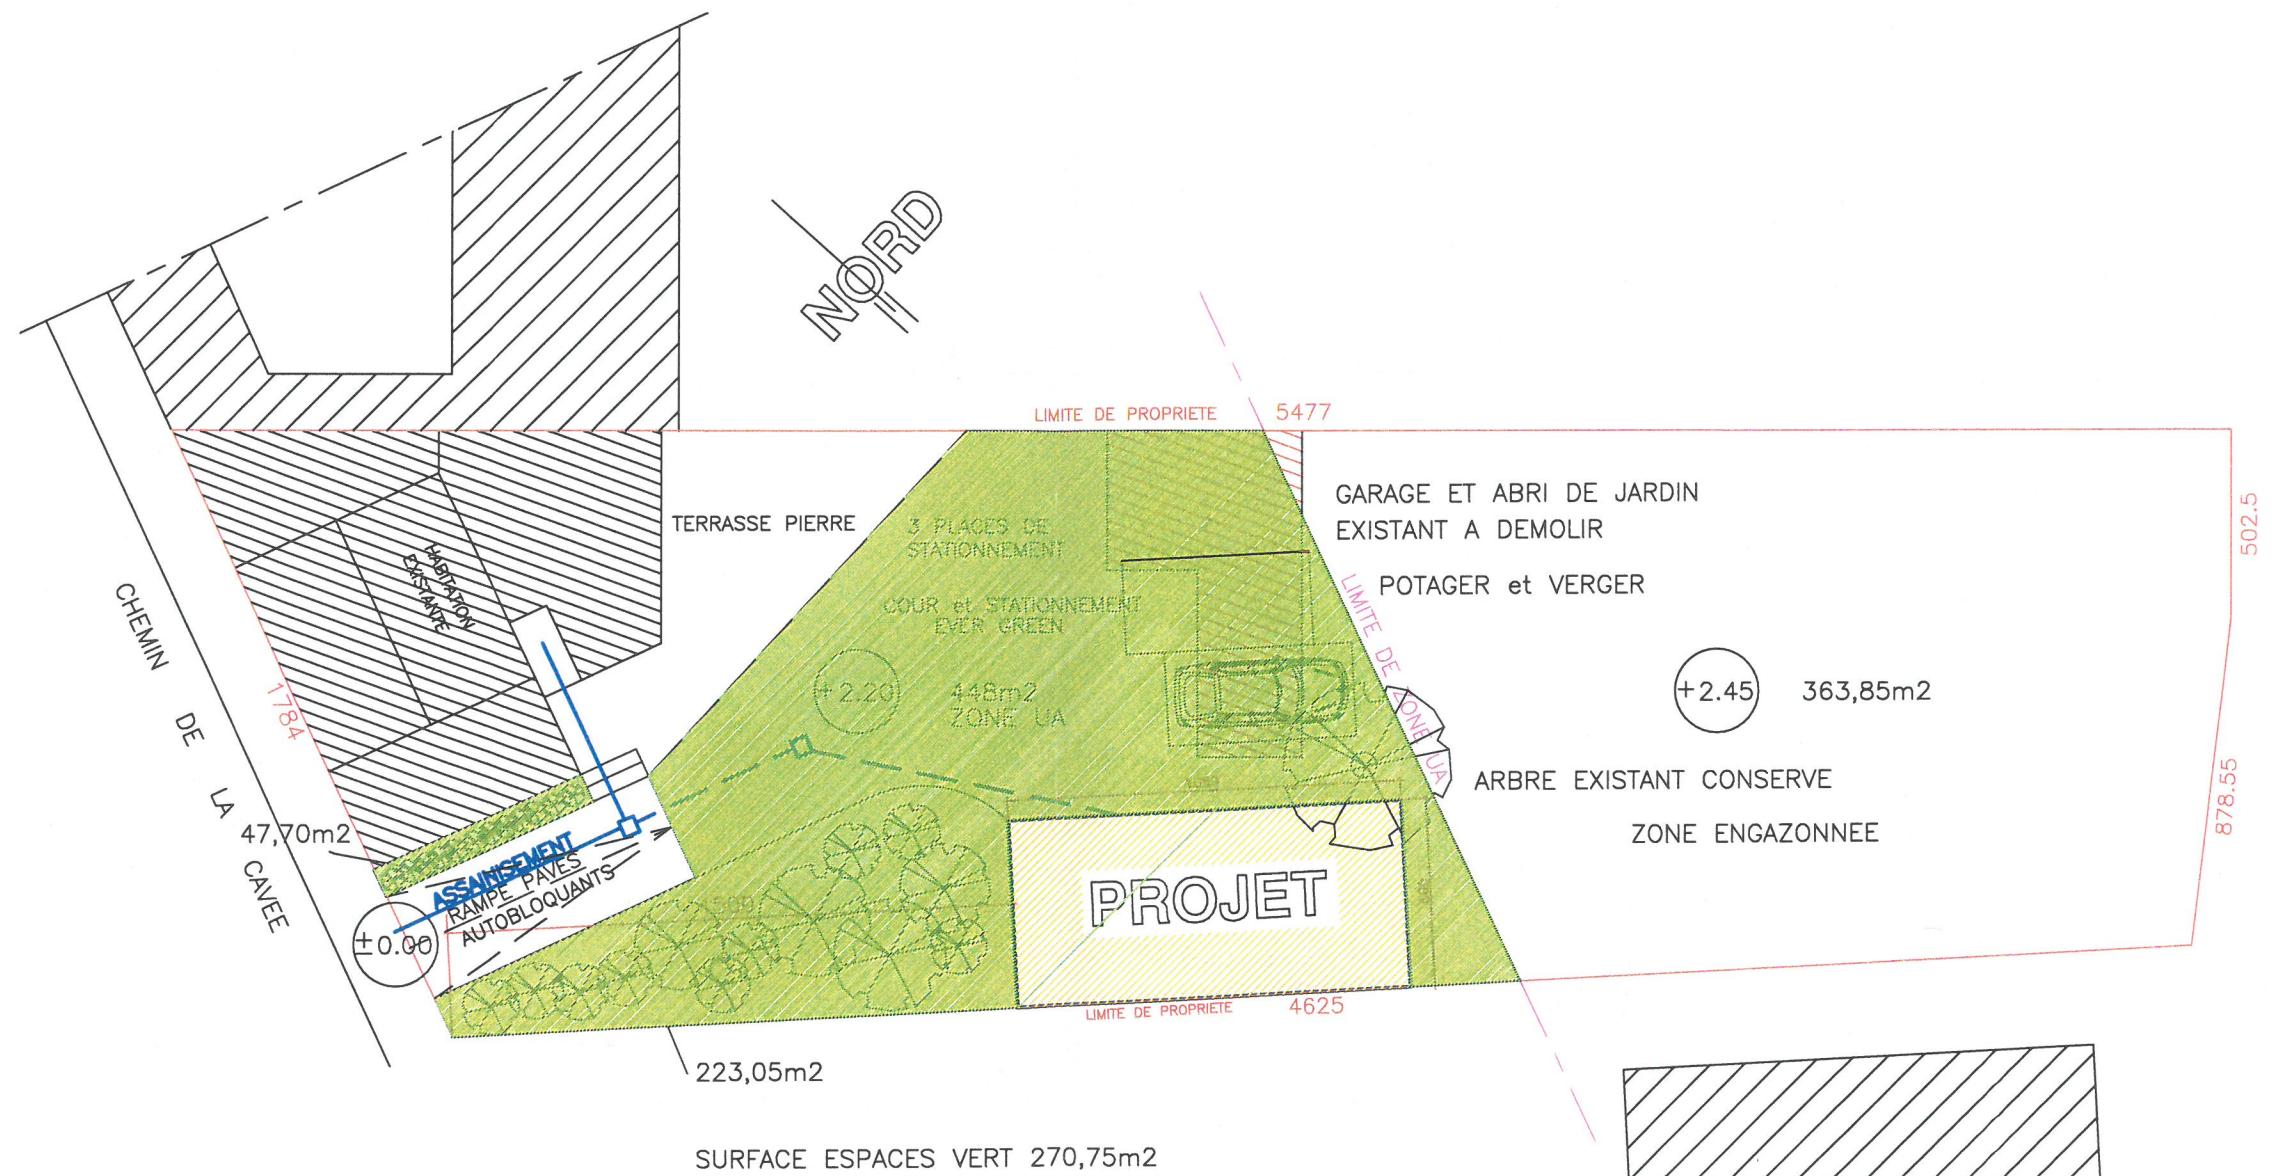 NORD
LIMITE DE PROPRIETE 5477
GARAGE ET ABRI DE JARDIN
EXISTANT A DEMOLIR
502.5
TERRASSE PIERRE
3 PLACES DE
STATIONNEMENT
HABITATION
EXISTANTE
POTAGER et VERGER
COUR et STATIONNEMENT
EVER GREEN
LIMITE DE ZONE UA
CHEMIN DE LA CAVEE
1784
+2.20
448m2
ZONE UA
+2.45
363,85m2
878.55
ARBRE EXISTANT CONSERVE
ZONE ENGAZONNEE
47,70m2
ASSAINISEMENT
RAMPE PAVES
AUTOBLOQUANTS
±0.00
PROJET
LIMITE DE PROPRIETE 4625
223,05m2
SURFACE ESPACES VERT 270,75m2